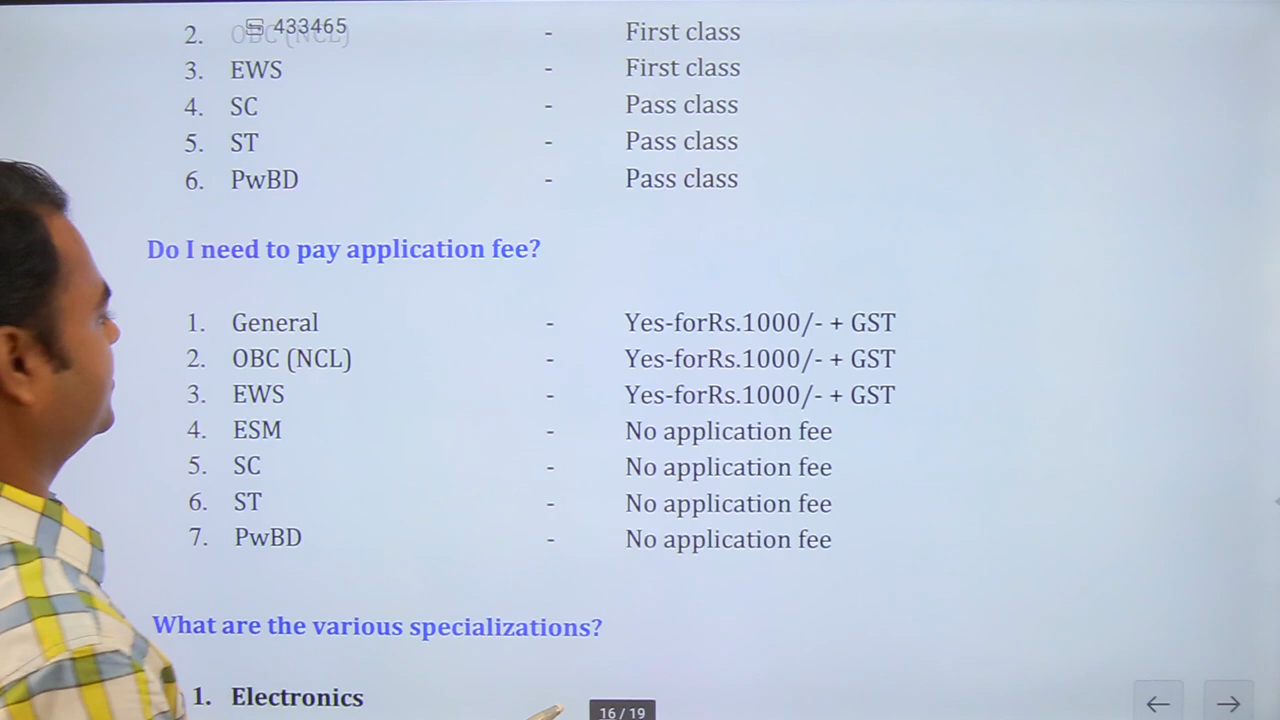 433465
2. OBC (NCL) - First class
3. EWS - First class
4. SC - Pass class
5. ST - Pass class
6. PwBD - Pass class
Do I need to pay application fee?
1. General - Yes-forRs.1000/- + GST
2. OBC (NCL) - Yes-forRs.1000/- + GST
3. EWS - Yes-forRs.1000/- + GST
4. ESM - No application fee
5. SC - No application fee
6. ST - No application fee
7. PwBD - No application fee
What are the various specializations?
1. Electronics
16 / 19